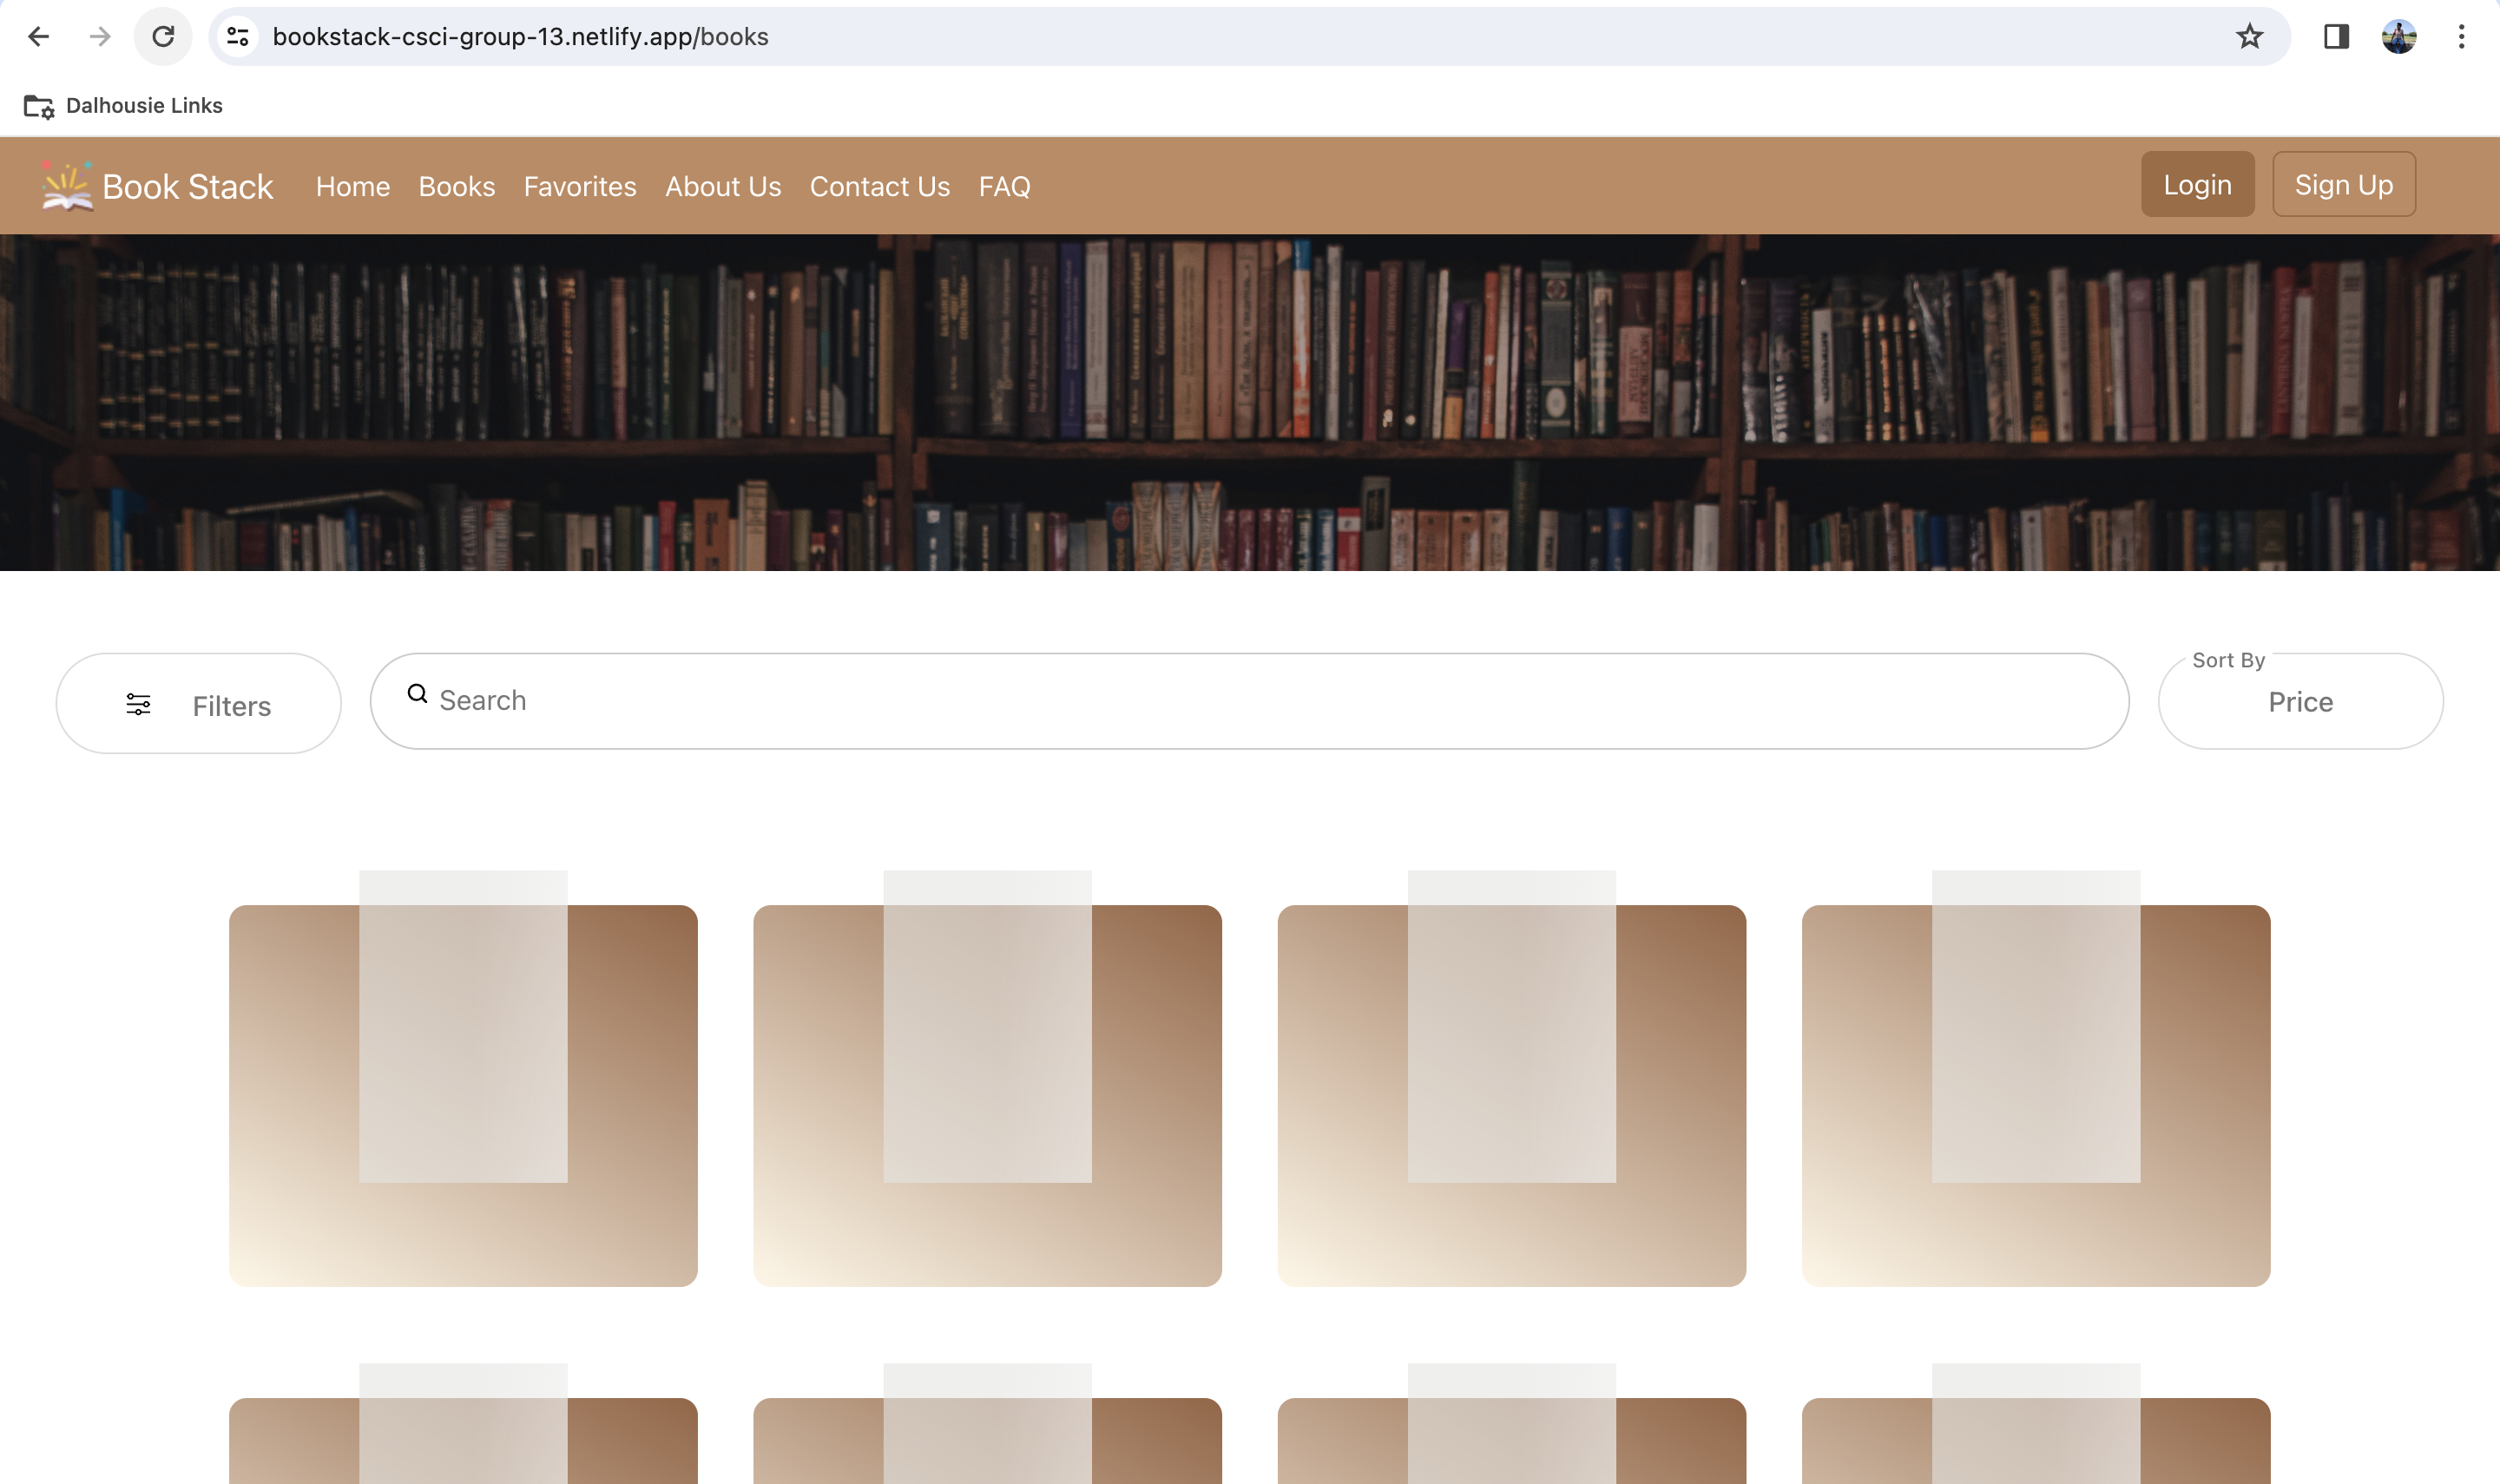 bookstack-csci-group-13.netlify.app/books
Dalhousie Links
Book Stack Home Books Favorites About Us Contact Us FAQ Login Sign Up
Sort By
Filters Search Price